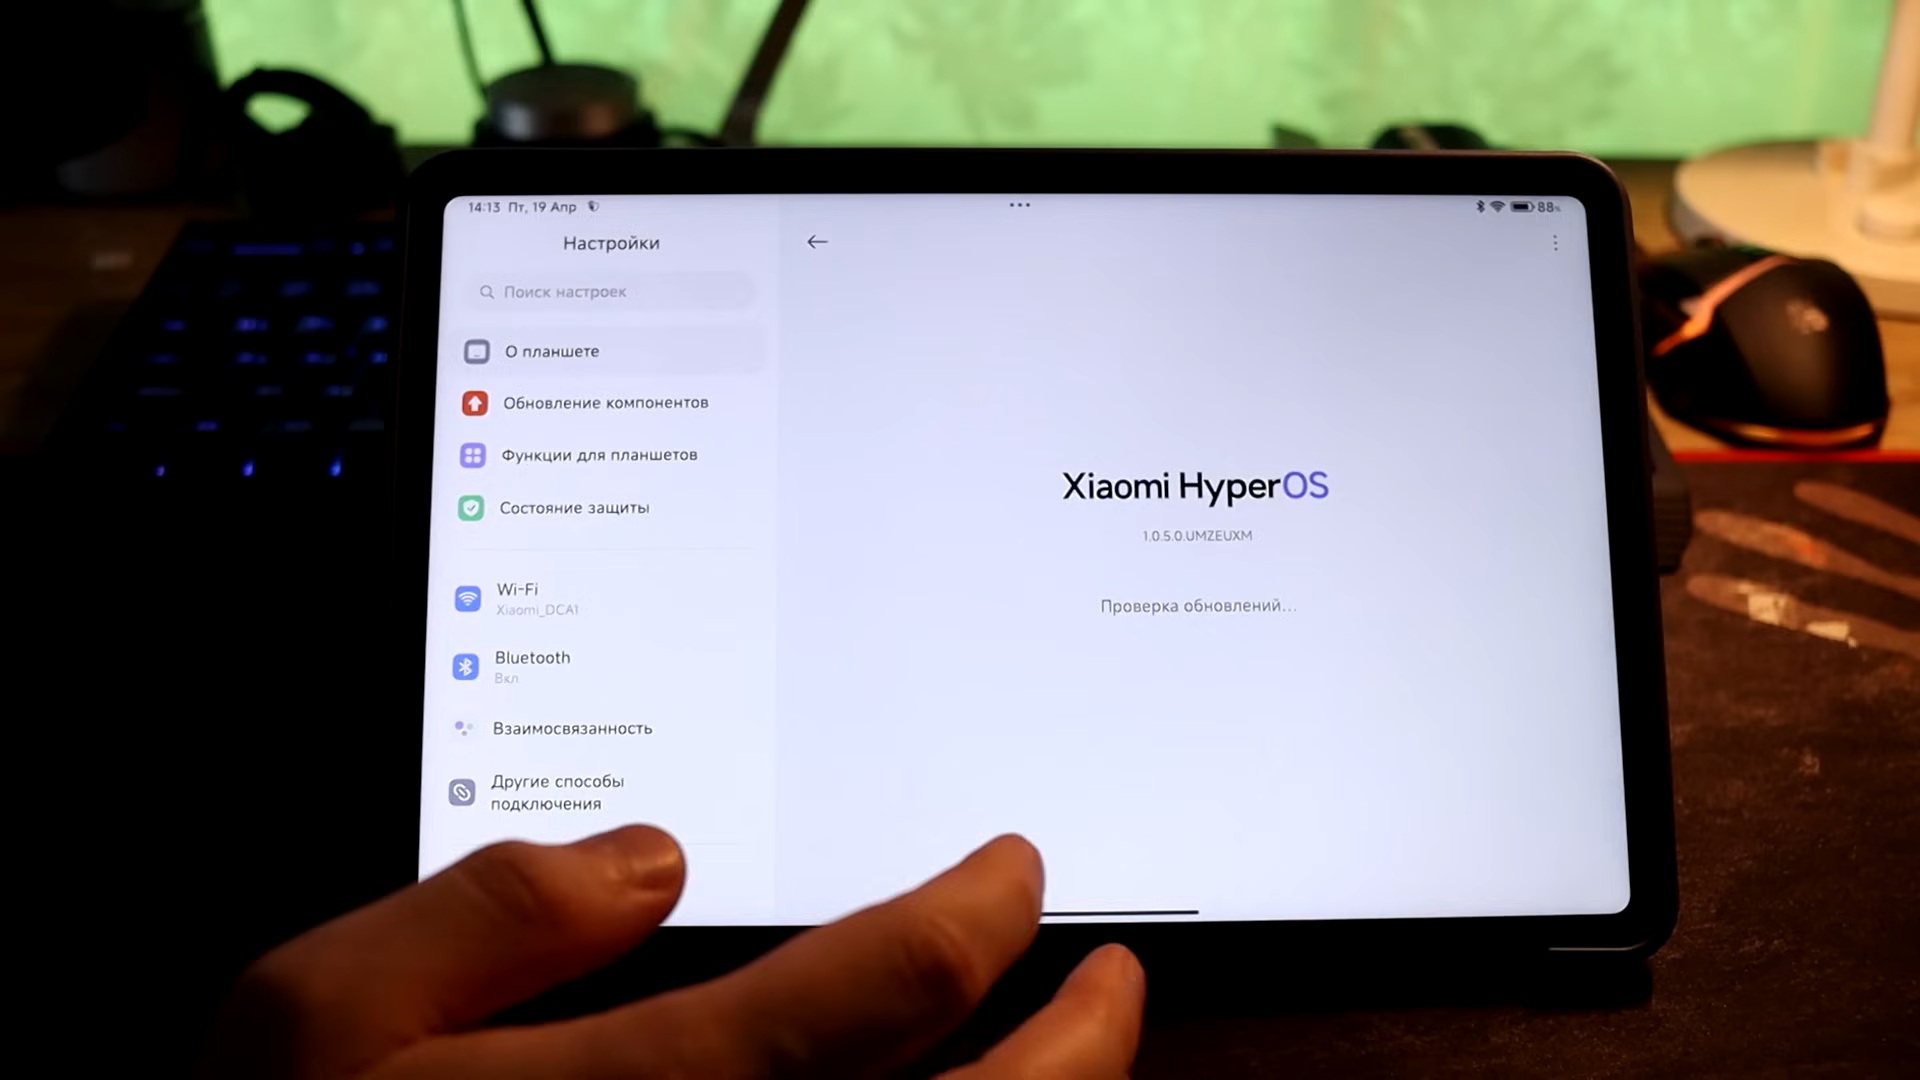 14:13 Пт, 19 Апр
88%
Настройки
Поиск настроек
О планшете
Обновление компонентов
Функции для планшетов
Состояние защиты
Wi-Fi
Xiaomi_DCA1
Bluetooth
Вкл
Взаимосвязанность
Другие способы
подключения
Xiaomi HyperOS
1.0.5.0.UMZEUXM
Проверка обновлений...